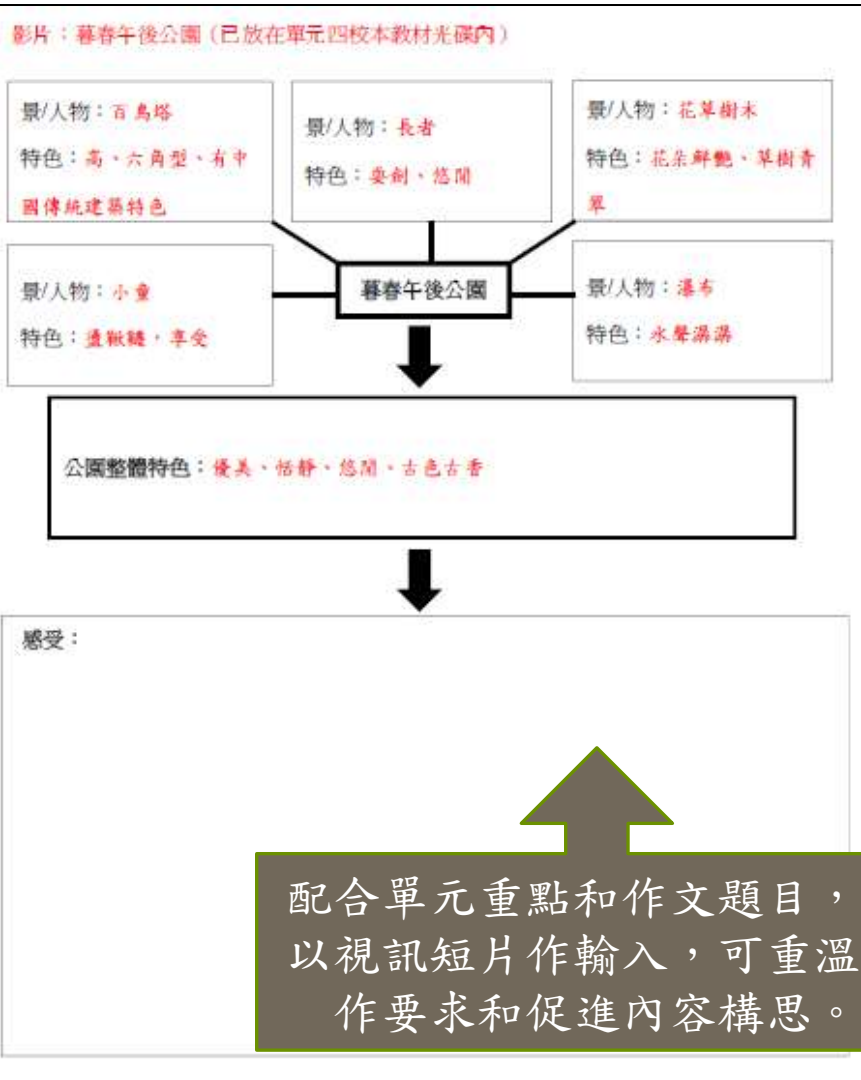 影片：暮春午後公園（已放在單元四校本教材光碟內）
景/人物：百鳥塔
特色：高、六角型、有中
國傳統建築特色
景/人物：長者
特色：耍劍、悠閒
景/人物：花草樹木
特色：花朵鮮艷、草樹青
翠
景/人物：小童
特色：盪鞦韆，享受
暮春午後公園
景/人物：瀑布
特色：水聲潺潺
公園整體特色：優美、恬靜、悠閒、古色古香
感受：
配合單元重點和作文題目，
以視訊短片作輸入，可重溫
作要求和促進內容構思。